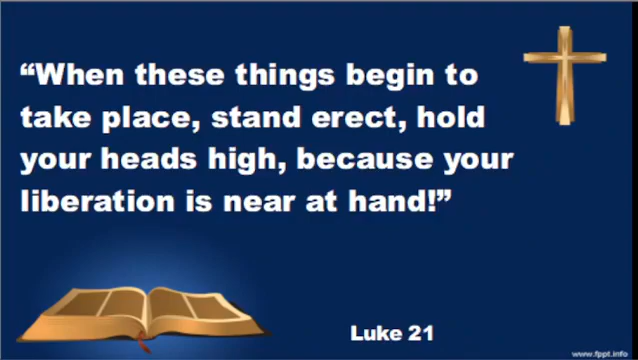 “When these things begin to
take place, stand erect, hold
your heads high, because your
liberation is near at hand!”
Luke 21
www.fppt.info